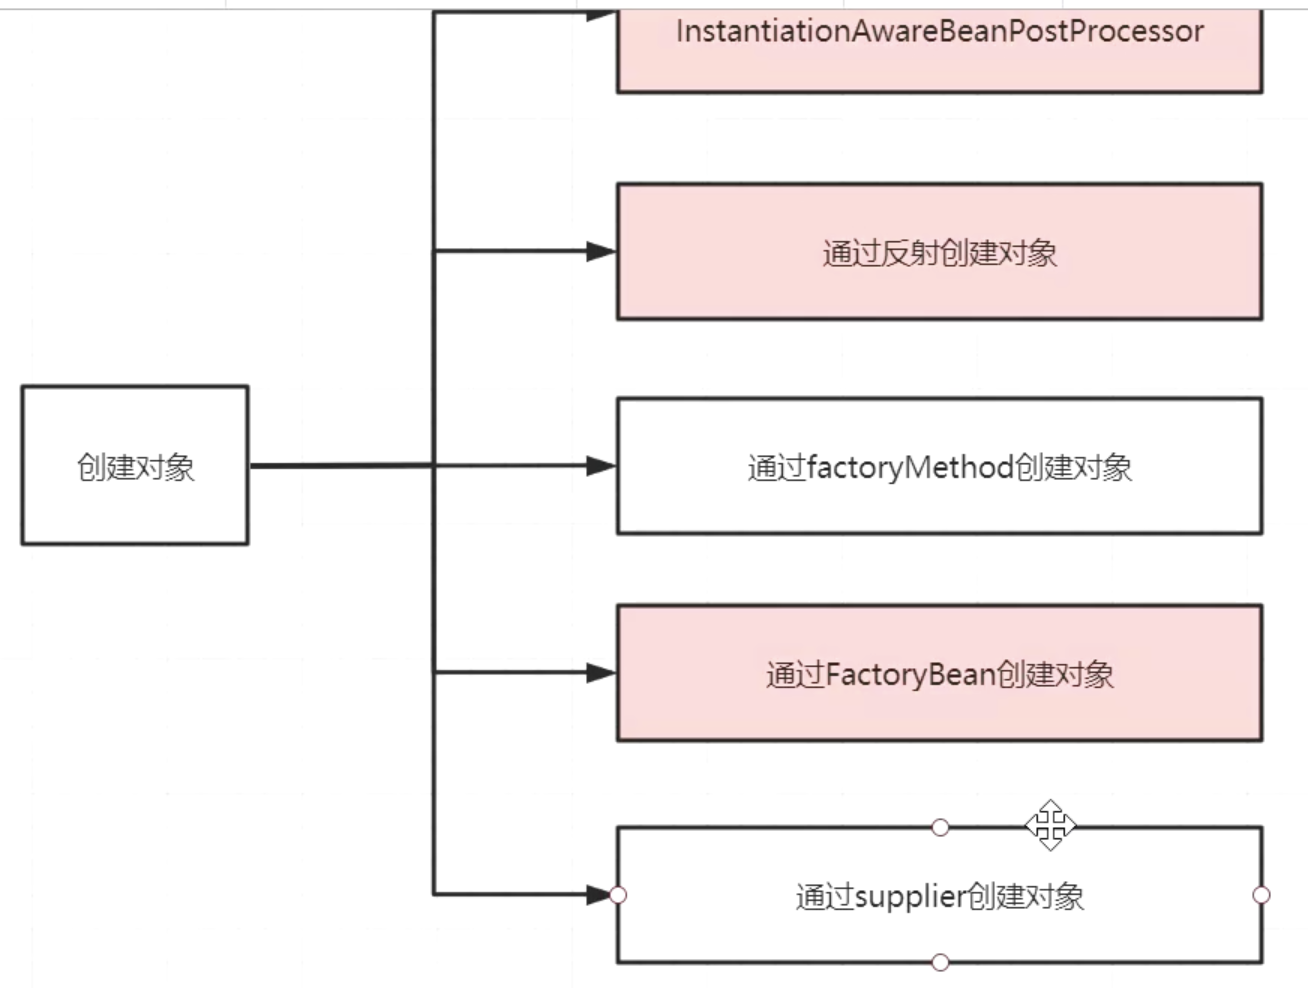 InstantiationAwareBeanPostProcessor
通过反射创建对象
创建对象
通过factoryMethod创建对象
通过FactoryBean创建对象
通过supplier创建对象